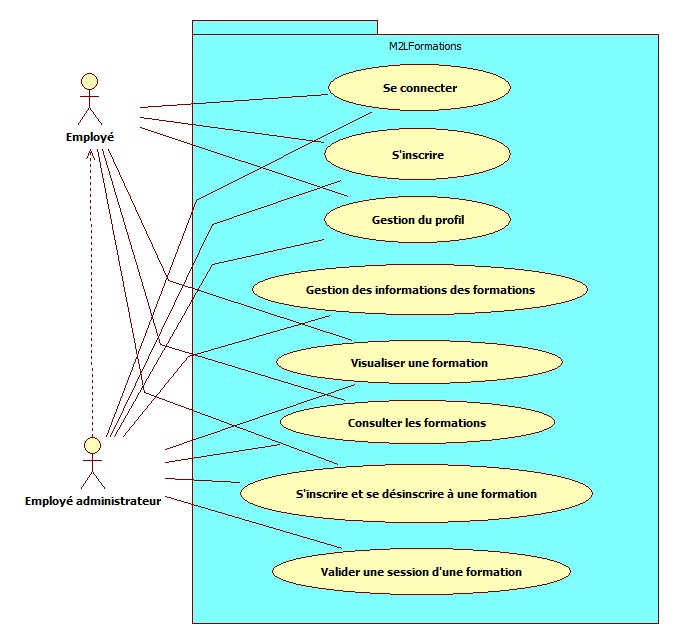 M2LFormations
Se connecter
Employé
S'inscrire
Gestion du profil
Gestion des informations des formations
Visualiser une formation
Consulter les formations
S'inscrire et se désinscrire à une formation
Employé administrateur
Valider une session d'une formation